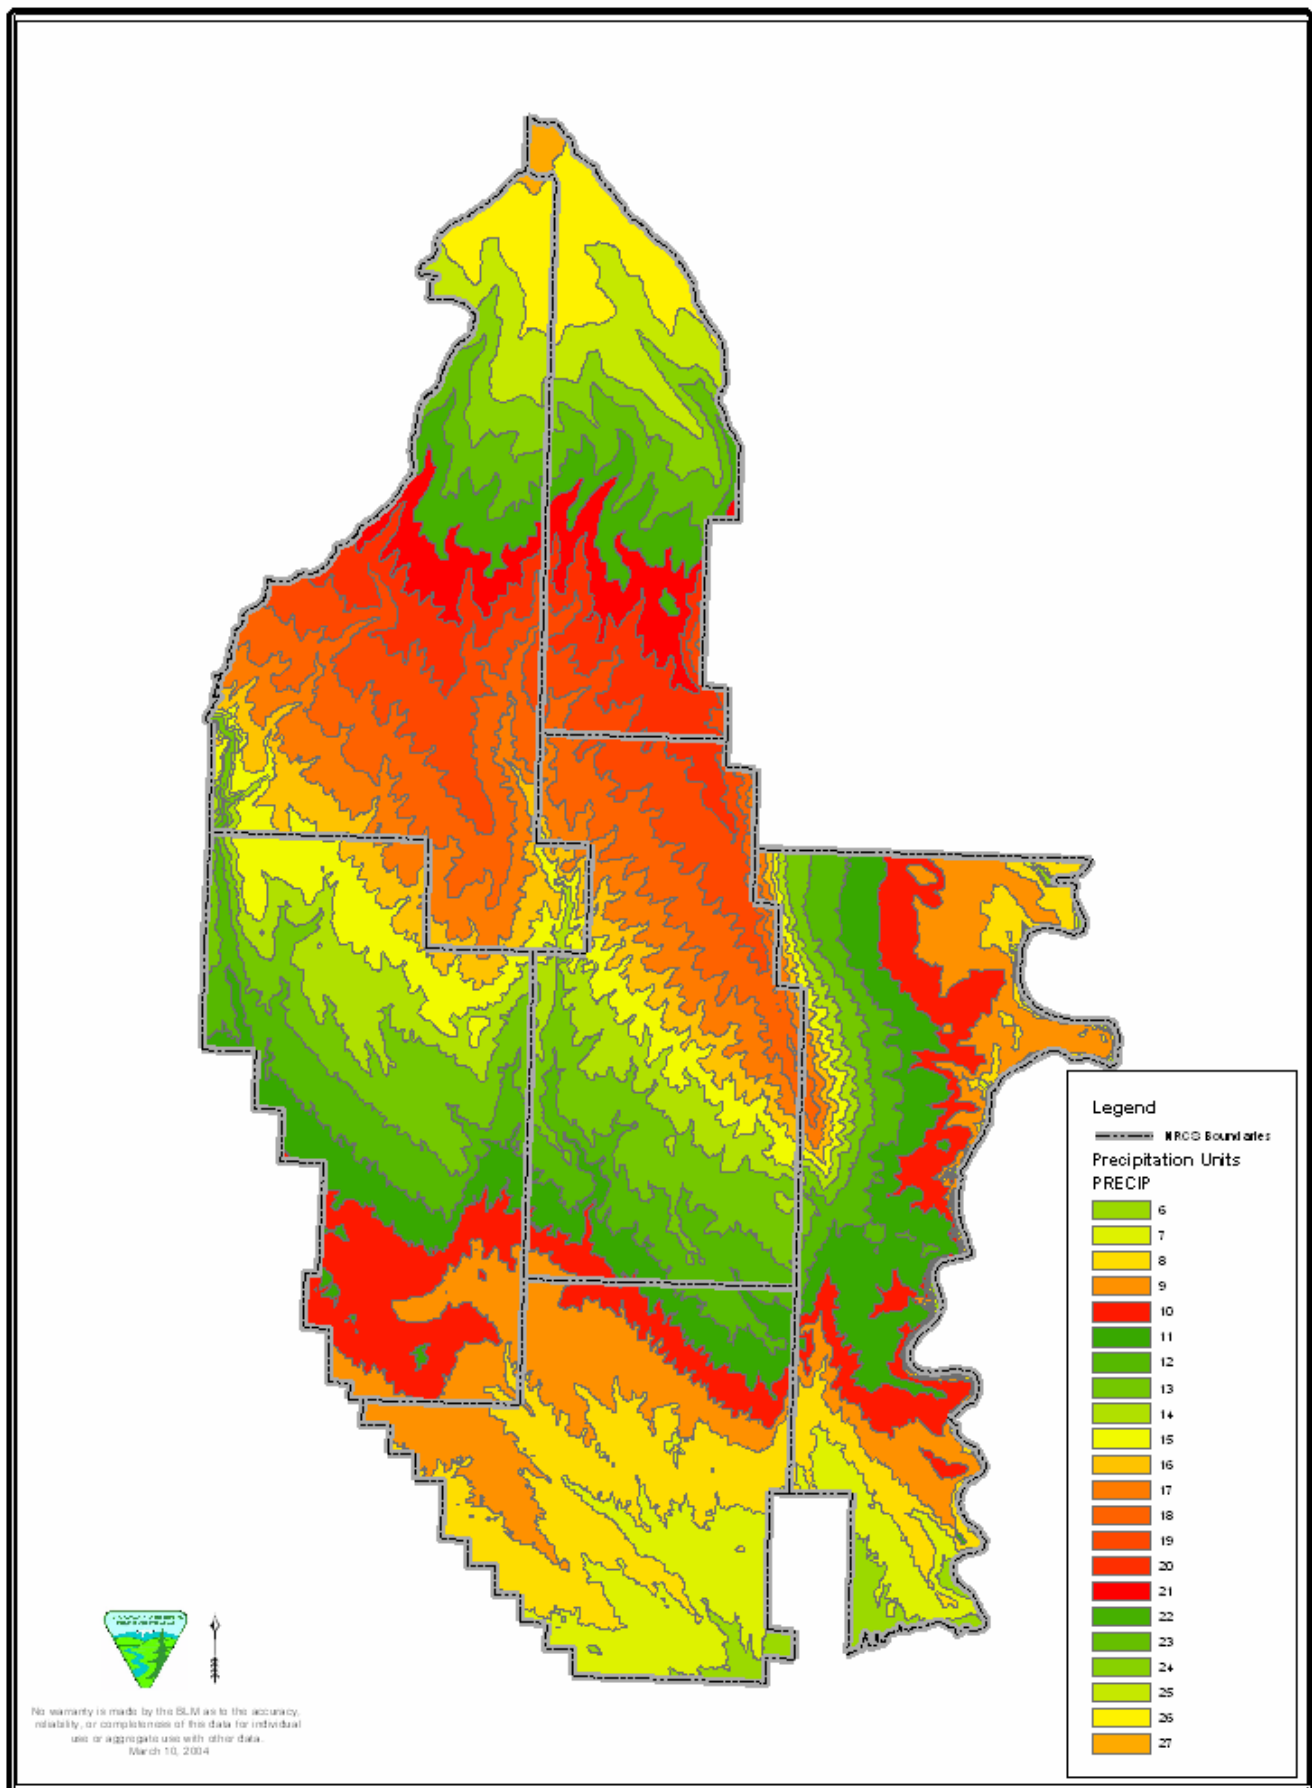 Legend
NRCS Boundaries
Precipitation Units
PRECIP
6
7
8
9
10
11
12
13
14
15
16
17
18
19
20
21
22
23
24
25
26
27
No warranty is made by the BLM as to the accuracy,
reliability, or completeness of this data for individual
use or aggregate use with other data.
March 10, 2004